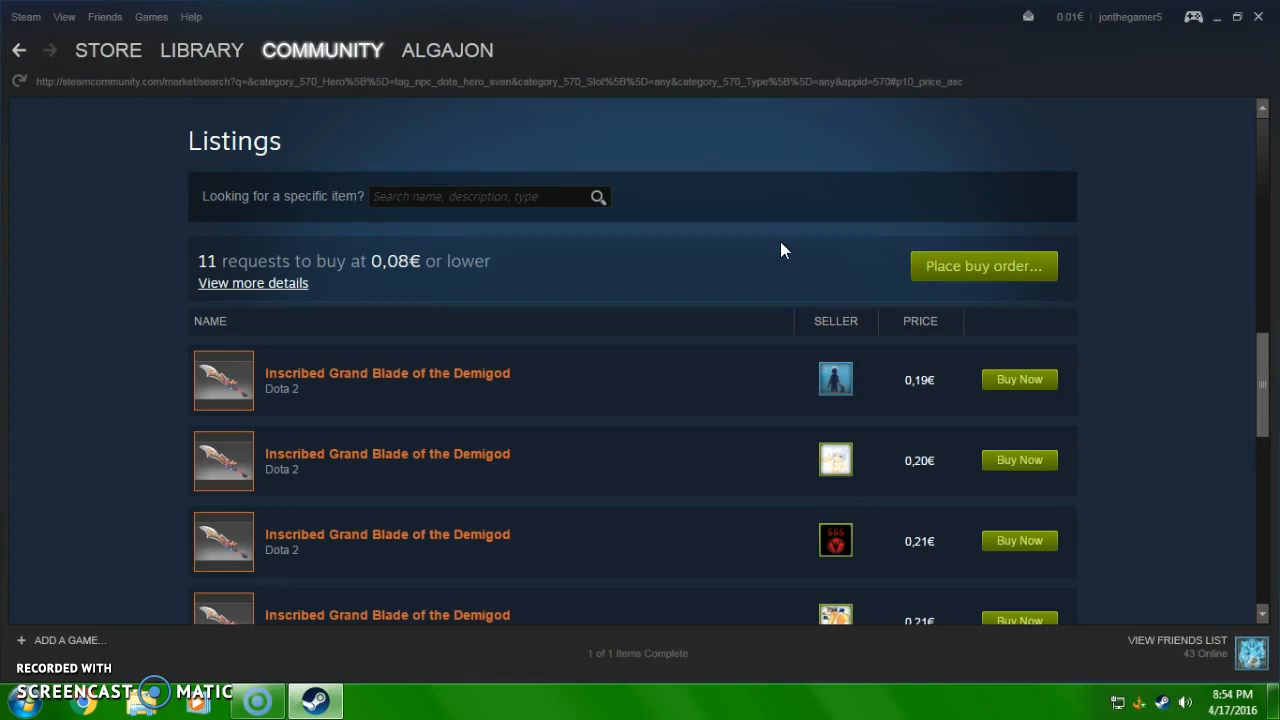 Steam View Friends Games Help
0.01€ jonthegamer5
STORE LIBRARY COMMUNITY ALGAJON
http://steamcommunity.com/market/search?q=&category_570_Hero%5B%5D=tag_npc_dota_hero_sven&category_570_Slot%5B%5D=any&category_570_Type%5B%5D=any&appid=570#p10_price_asc
Listings
Looking for a specific item? Search name, description, type
11 requests to buy at 0,08€ or lower
Place buy order...
View more details
NAME SELLER PRICE
Inscribed Grand Blade of the Demigod
Dota 2
0,19€ Buy Now
Inscribed Grand Blade of the Demigod
Dota 2
0,20€ Buy Now
Inscribed Grand Blade of the Demigod
Dota 2
666
0,21€ Buy Now
Inscribed Grand Blade of the Demigod
0,21€ Buy Now
+ ADD A GAME...
1 of 1 Items Complete
VIEW FRIENDS LIST
43 Online
RECORDED WITH
SCREENCAST MATIC
8:54 PM
4/17/2016